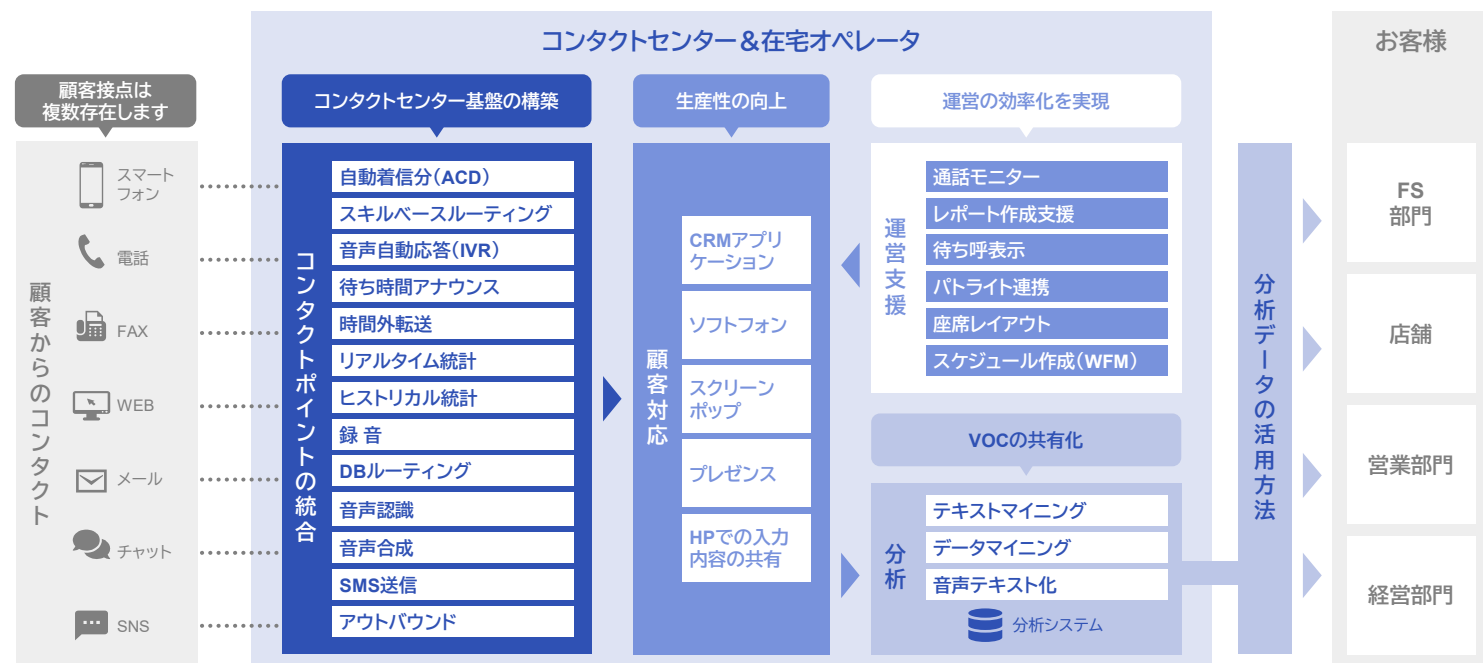 コンタクトセンター＆在宅オペレータ
お客様
顧客接点は
複数存在します
コンタクトセンター基盤の構築
生産性の向上
運営の効率化を実現
顧客からのコンタクト
スマート
フォン
電話
FAX
WEB
メール
チャット
SNS
コンタクトポイントの統合
自動着信分（ACD）
スキルベースルーティング
音声自動応答（IVR）
待ち時間アナウンス
時間外転送
リアルタイム統計
ヒストリカル統計
録 音
DBルーティング
音声認識
音声合成
SMS送信
アウトバウンド
顧客対応
CRMアプリ
ケーション
ソフトフォン
スクリーン
ポップ
プレゼンス
HPでの入力
内容の共有
運営支援
通話モニター
レポート作成支援
待ち呼表示
パトライト連携
座席レイアウト
スケジュール作成（WFM）
VOCの共有化
分析
テキストマイニング
データマイニング
音声テキスト化
分析システム
分析データの活用方法
FS
部門
店舗
営業部門
経営部門